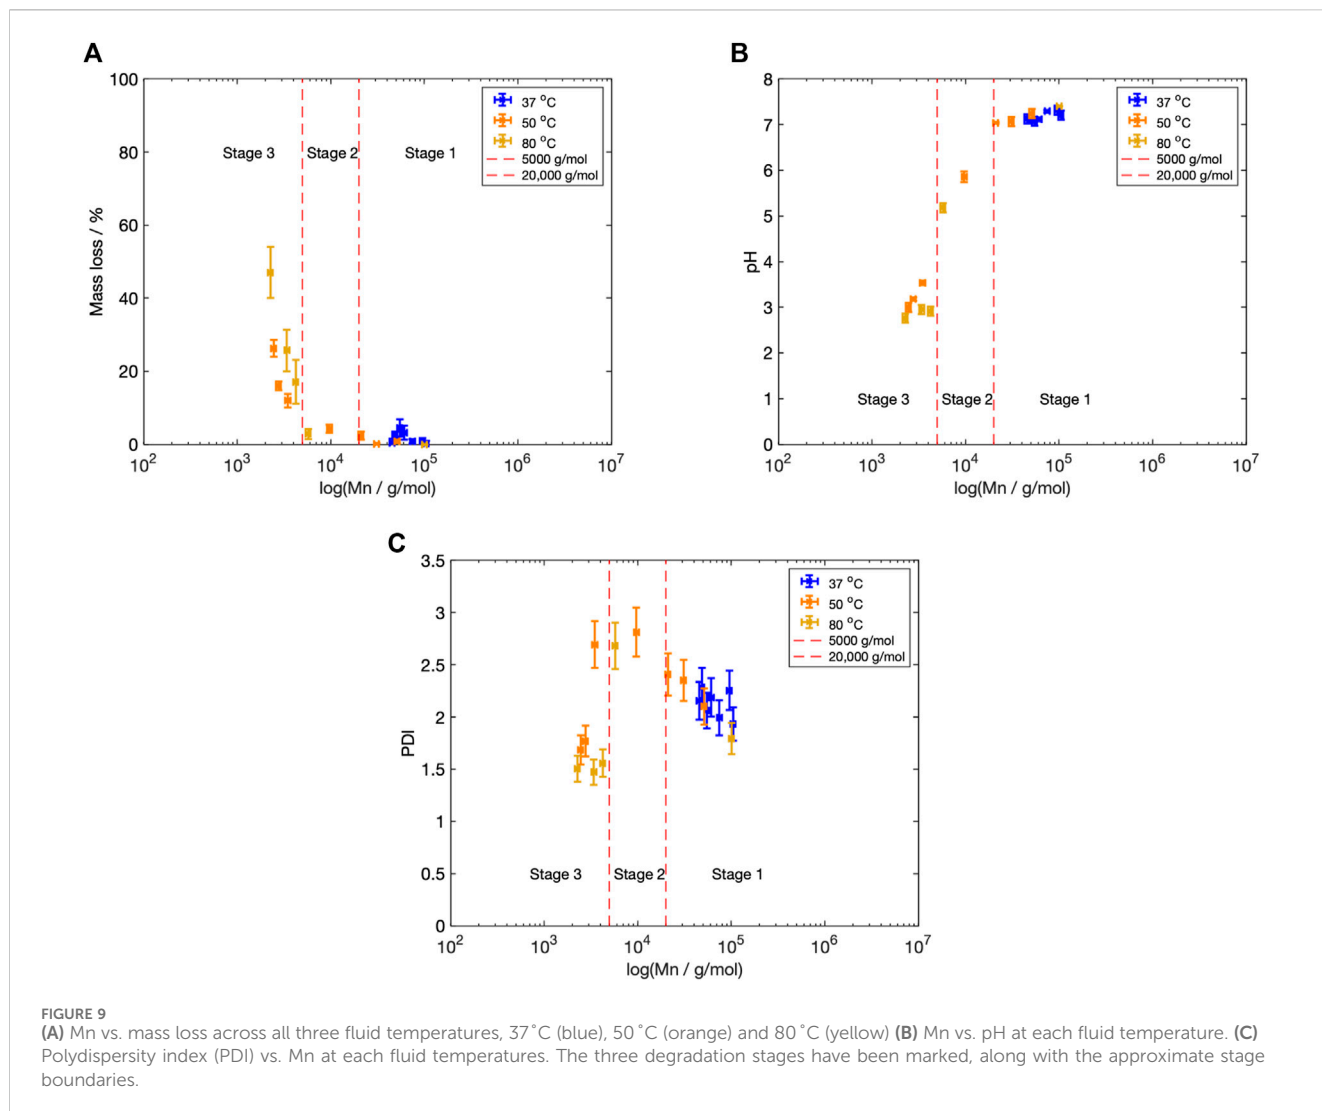 A
100
80
60
40
20
0
Mass loss / %
Stage 3
Stage 2
Stage 1
37 °C
50 °C
80 °C
5000 g/mol
20,000 g/mol
10²
10³
10⁴
10⁵
10⁶
10⁷
log(Mn / g/mol)
B
8
7
6
5
4
3
2
1
0
pH
37 °C
50 °C
80 °C
5000 g/mol
20,000 g/mol
Stage 3
Stage 2
Stage 1
10²
10³
10⁴
10⁵
10⁶
10⁷
log(Mn / g/mol)
C
3.5
3
2.5
2
1.5
1
0.5
0
PDI
37 °C
50 °C
80 °C
5000 g/mol
20,000 g/mol
Stage 3
Stage 2
Stage 1
10²
10³
10⁴
10⁵
10⁶
10⁷
log(Mn / g/mol)
FIGURE 9
(A) Mn vs. mass loss across all three fluid temperatures, 37°C (blue), 50°C (orange) and 80°C (yellow) (B) Mn vs. pH at each fluid temperature. (C)
Polydispersity index (PDI) vs. Mn at each fluid temperatures. The three degradation stages have been marked, along with the approximate stage
boundaries.